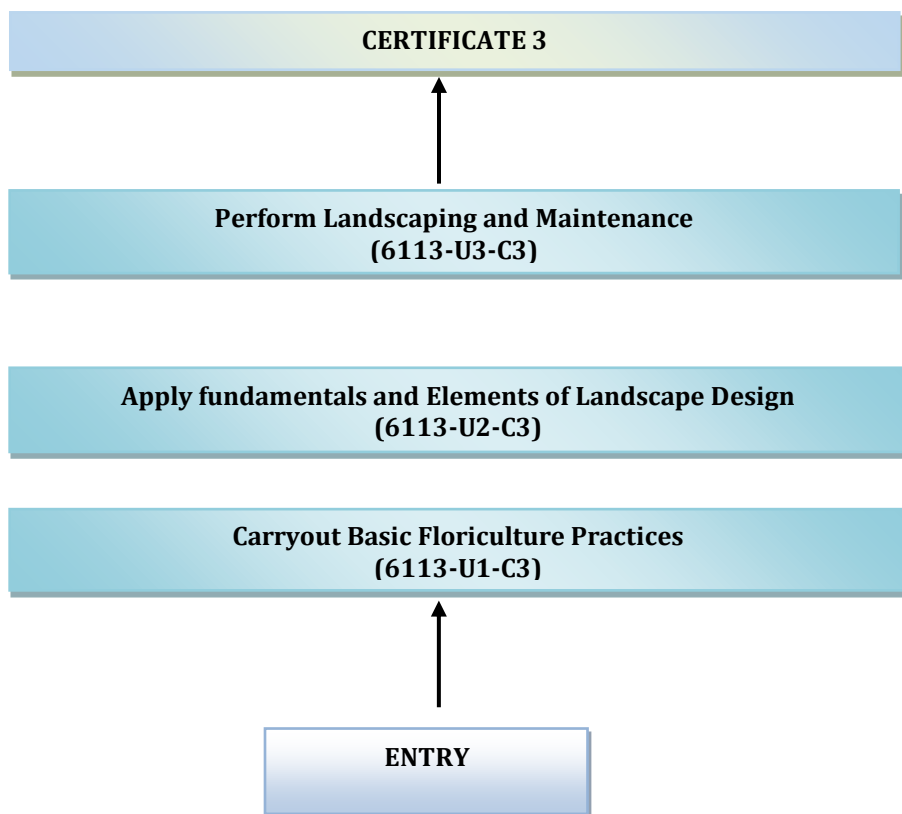 CERTIFICATE 3
Perform Landscaping and Maintenance
(6113-U3-C3)
Apply fundamentals and Elements of Landscape Design
(6113-U2-C3)
Carryout Basic Floriculture Practices
(6113-U1-C3)
ENTRY